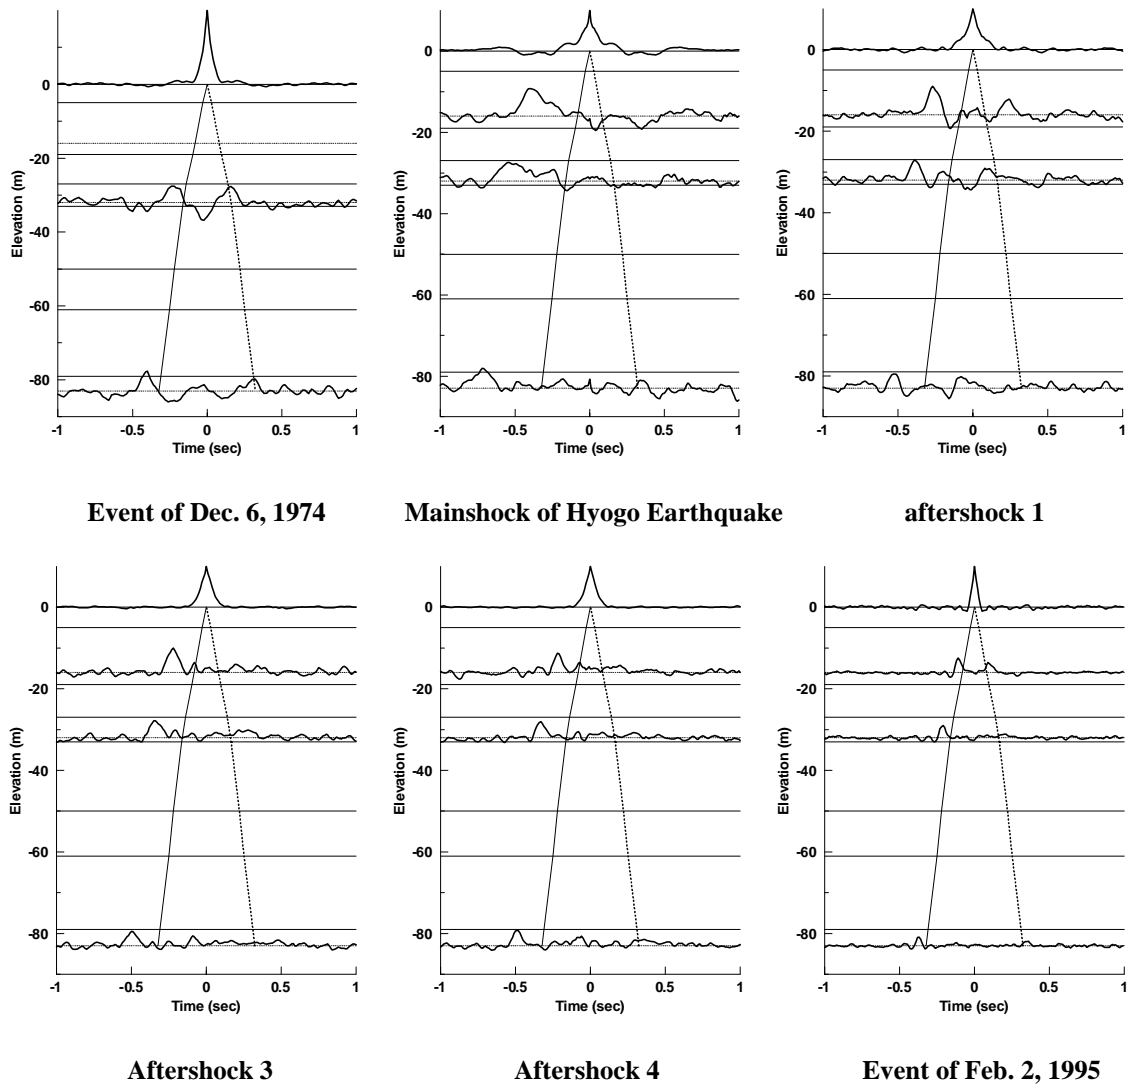 0
-20
-40
-60
-80
Elevation (m)
-1 -0.5 0 0.5 1
Time (sec)
0
-20
-40
-60
-80
Elevation (m)
-1 -0.5 0 0.5 1
Time (sec)
0
-20
-40
-60
-80
Elevation (m)
-1 -0.5 0 0.5 1
Time (sec)
Event of Dec. 6, 1974
Mainshock of Hyogo Earthquake
aftershock 1
0
-20
-40
-60
-80
Elevation (m)
-1 -0.5 0 0.5 1
Time (sec)
0
-20
-40
-60
-80
Elevation (m)
-1 -0.5 0 0.5 1
Time (sec)
0
-20
-40
-60
-80
Elevation (m)
-1 -0.5 0 0.5 1
Time (sec)
Aftershock 3
Aftershock 4
Event of Feb. 2, 1995